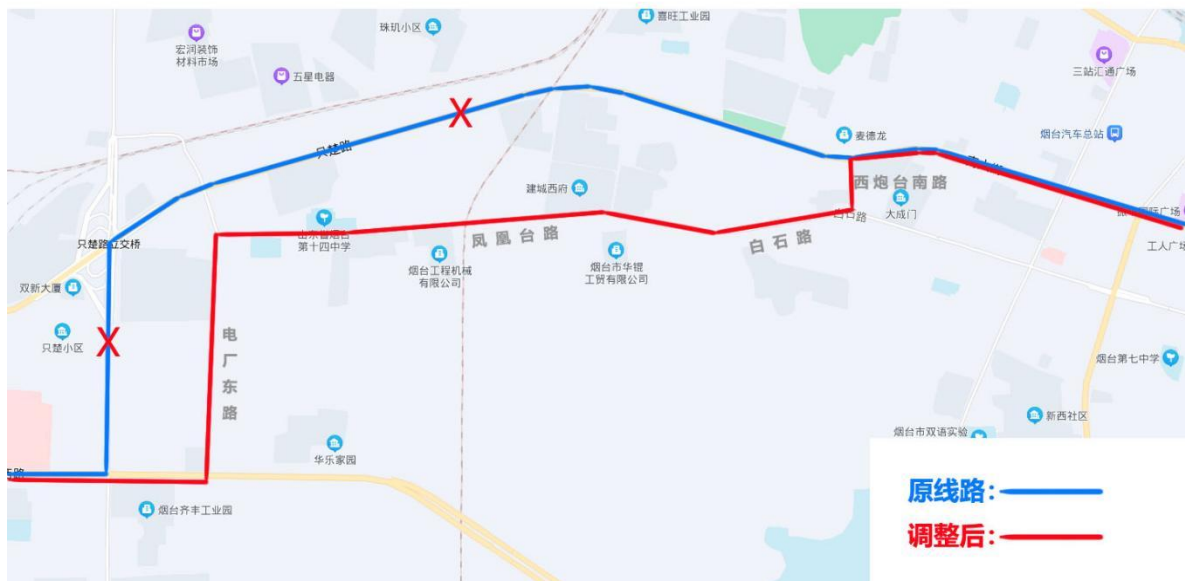 喜旺工业园
珠玑小区
宏润装饰
材料市场
五星电器
三站汇通广场
烟台汽车总站
麦德龙
只楚路
西炮台南路
大成门
建城西府
白石路
凤凰台路
山东省烟台
第十四中学
烟台工程机械
有限公司
烟台市华锟
工贸有限公司
只楚路立交桥
工人广场
双新大厦
只楚小区
电厂东路
烟台第七中学
新西社区
烟台市双语实验
华乐家园
烟台齐丰工业园
原线路:
调整后: